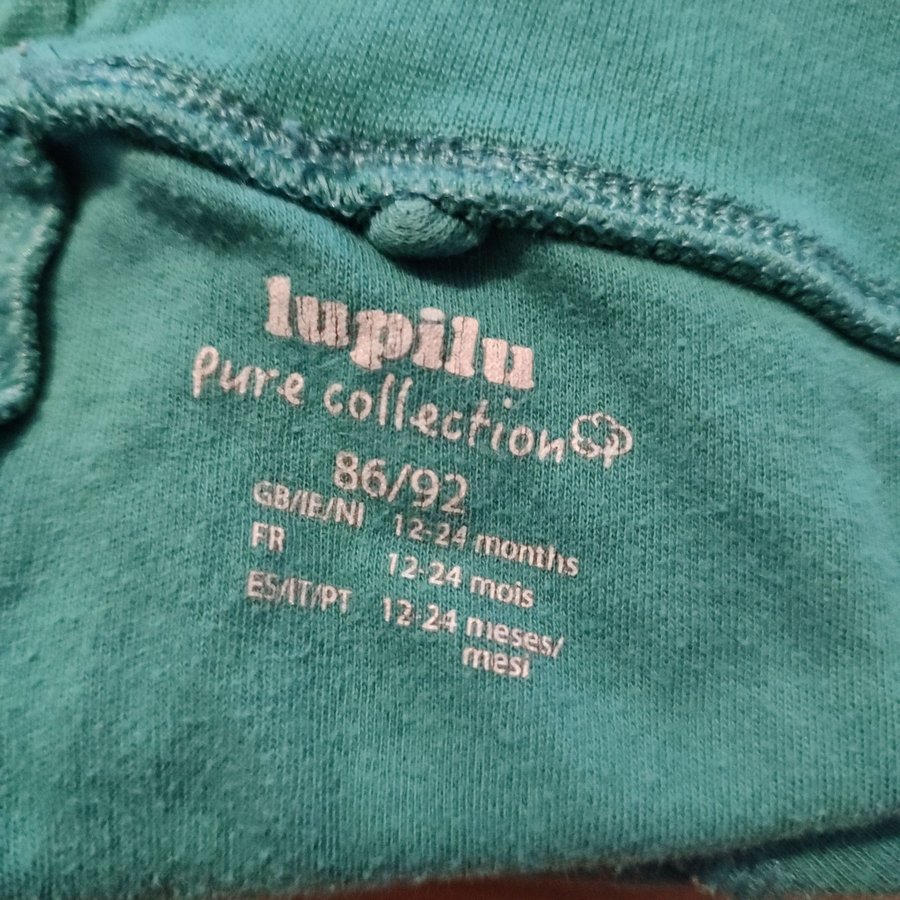 lupilu
pure collection
86/92
GB/IE/NI 12-24 months
FR 12-24 mois
ES/IT/PT 12-24 meses/
mesi